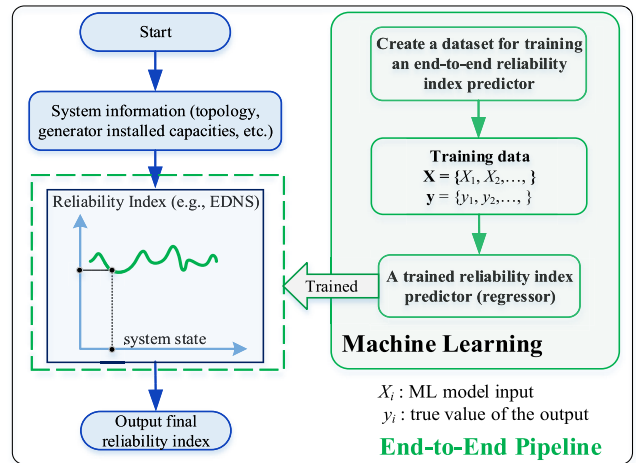 Start
System information (topology,
generator installed capacities, etc.)
Reliability Index (e.g., EDNS)
system state
Output final
reliability index
Trained
Create a dataset for training
an end-to-end reliability
index predictor
Training data
X = {X1, X2,…, }
y = {y1, y2,…, }
A trained reliability index
predictor (regressor)
Machine Learning
Xi : ML model input
yi : true value of the output
End-to-End Pipeline